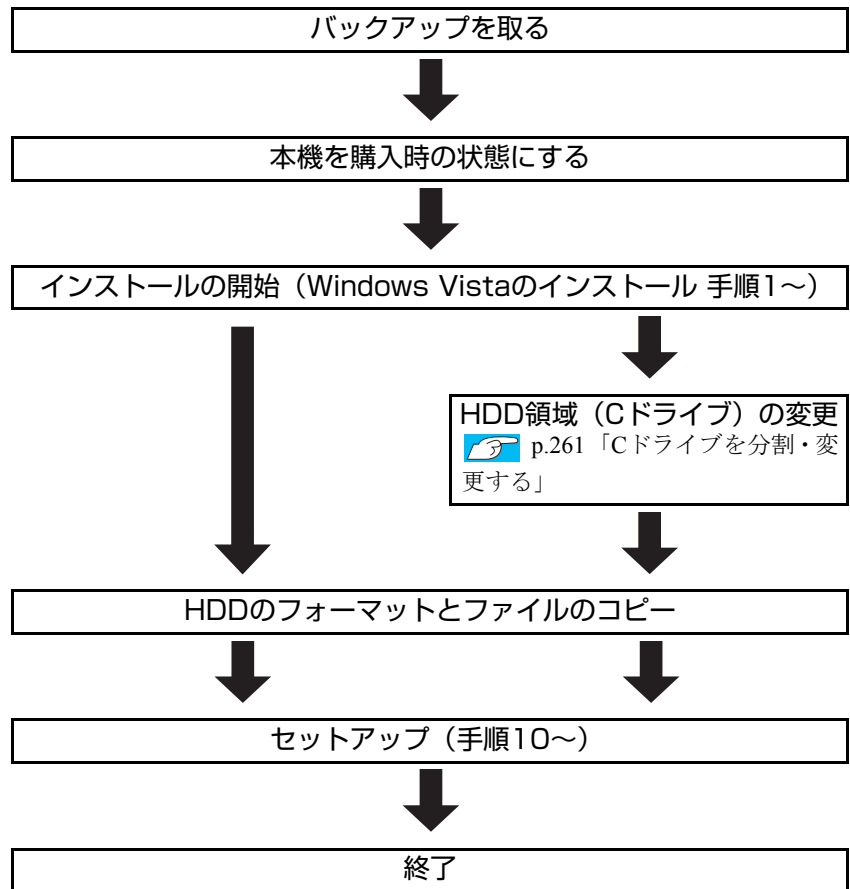 バックアップを取る
本機を購入時の状態にする
インストールの開始（Windows Vistaのインストール 手順1～）
HDD領域（Cドライブ）の変更
p.261「Cドライブを分割・変
更する」
HDDのフォーマットとファイルのコピー
セットアップ（手順10～）
終了